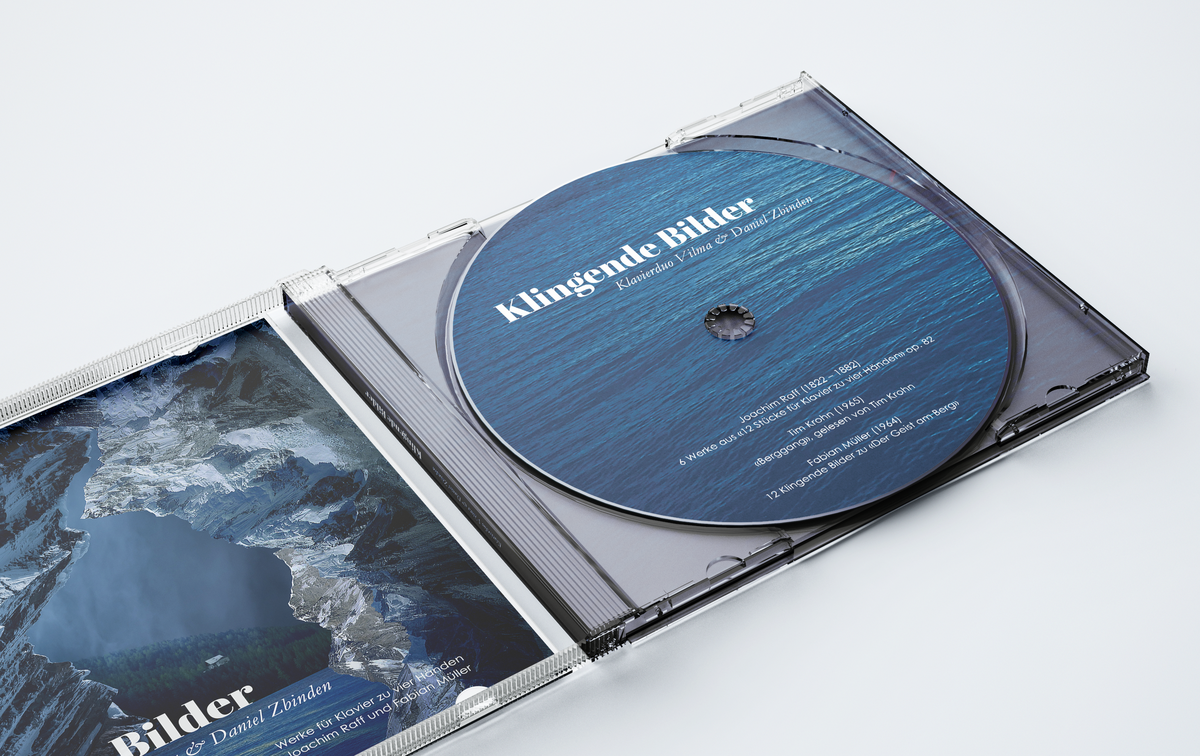 Klingende Bilder
Klavierduo Vilma & Daniel Zbinden
Joachim Raff (1822 – 1882)
6 Werke aus «12 Stücke für Klavier zu vier Händen» op. 82
Tim Krohn (1965)
«Berggang», gelesen von Tim Krohn
Fabian Müller (1964)
12 Klingende Bilder zu «Der Geist am Berg»
Bilder
& Daniel Zbinden
Werke für Klavier zu vier Händen
Joachim Raff und Fabian Müller